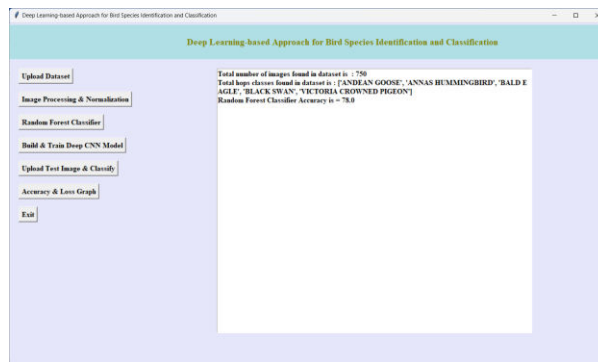 Deep Learning-based Approach for Bird Species Identification and Classification
Deep Learning-based Approach for Bird Species Identification and Classification
Upload Dataset
Image Processing & Normalization
Random Forest Classifier
Build & Train Deep CNN Model
Upload Test Image & Classify
Accuracy & Loss Graph
Exit
Total number of images found in dataset is : 750
Total hops classes found in dataset is : ['ANDEAN GOOSE', 'ANNAS HUMMINGBIRD', 'BALD E
AGLE', 'BLACK SWAN', 'VICTORIA CROWNED PIGEON']
Random Forest Classifier Accuracy is = 78.0